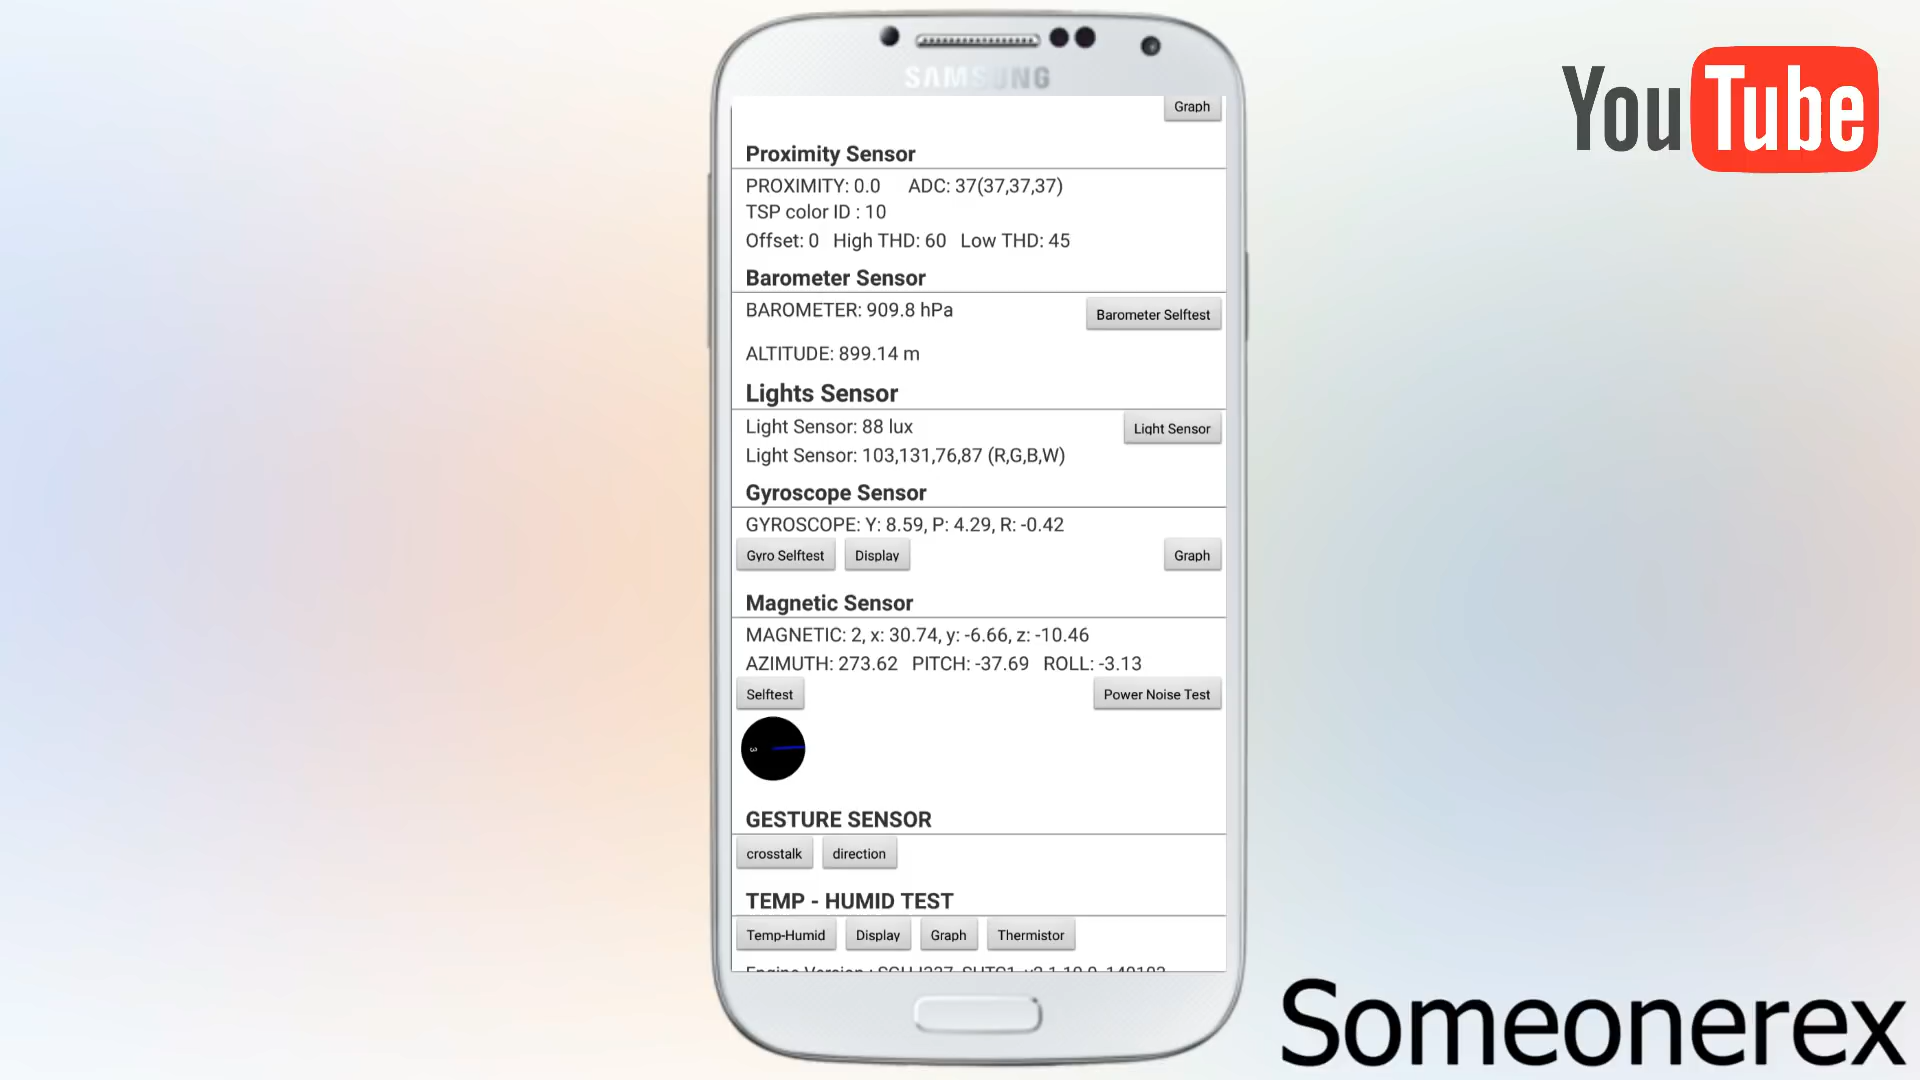 YouTube
SAMSUNG
Graph
Proximity Sensor
PROXIMITY: 0.0 ADC: 37(37,37,37)
TSP color ID : 10
Offset: 0 High THD: 60 Low THD: 45
Barometer Sensor
BAROMETER: 909.8 hPa
Barometer Selftest
ALTITUDE: 899.14 m
Lights Sensor
Light Sensor: 88 lux
Light Sensor
Light Sensor: 103,131,76,87 (R,G,B,W)
Gyroscope Sensor
GYROSCOPE: Y: 8.59, P: 4.29, R: -0.42
Gyro Selftest Display Graph
Magnetic Sensor
MAGNETIC: 2, x: 30.74, y: -6.66, z: -10.46
AZIMUTH: 273.62 PITCH: -37.69 ROLL: -3.13
Selftest Power Noise Test
3
GESTURE SENSOR
crosstalk direction
TEMP - HUMID TEST
Temp-Humid Display Graph Thermistor
Engine Version :
Someonerex